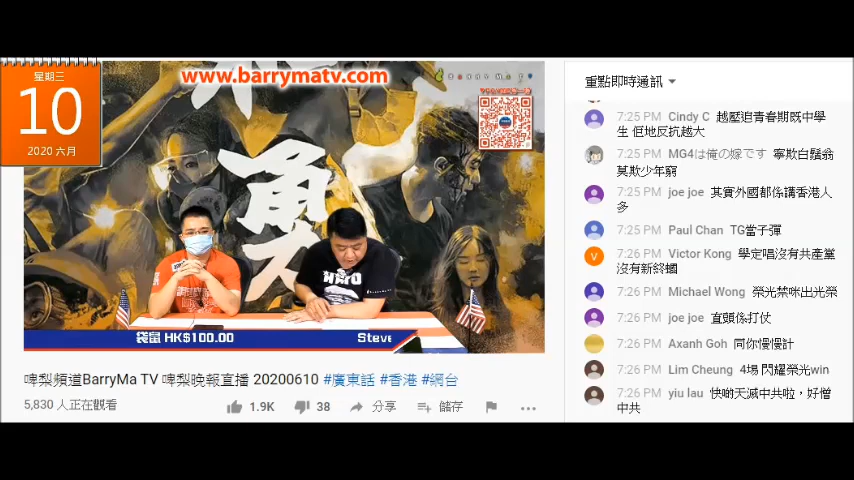 www.barrymatv.com
星期三
10
2020 六月
勇
袋鼠 HK$100.00
Steve
啤梨頻道BarryMa TV 啤梨晚報直播 20200610 #廣東話 #香港 #網台
5,830 人正在觀看
1.9K
38
分享
儲存
重點即時通訊
7:25 PM Cindy C 越壓迫青春期既中學
生 佢地反抗越大
7:25 PM MG4は俺の嫁です 寧欺白鬚翁
莫欺少年窮
7:25 PM joe joe 其實外國都係講香港人
多
7:25 PM Paul Chan TG當子彈
7:26 PM Victor Kong 學定唱沒有共產黨
沒有新終蟈
7:26 PM Michael Wong 榮光禁咪出光榮
7:26 PM joe joe 直頭係打仗
7:26 PM Axanh Goh 同你慢慢計
7:26 PM Lim Cheung 4場 閃耀榮光win
7:26 PM yiu lau 快啲天滅中共啦，好憎
中共